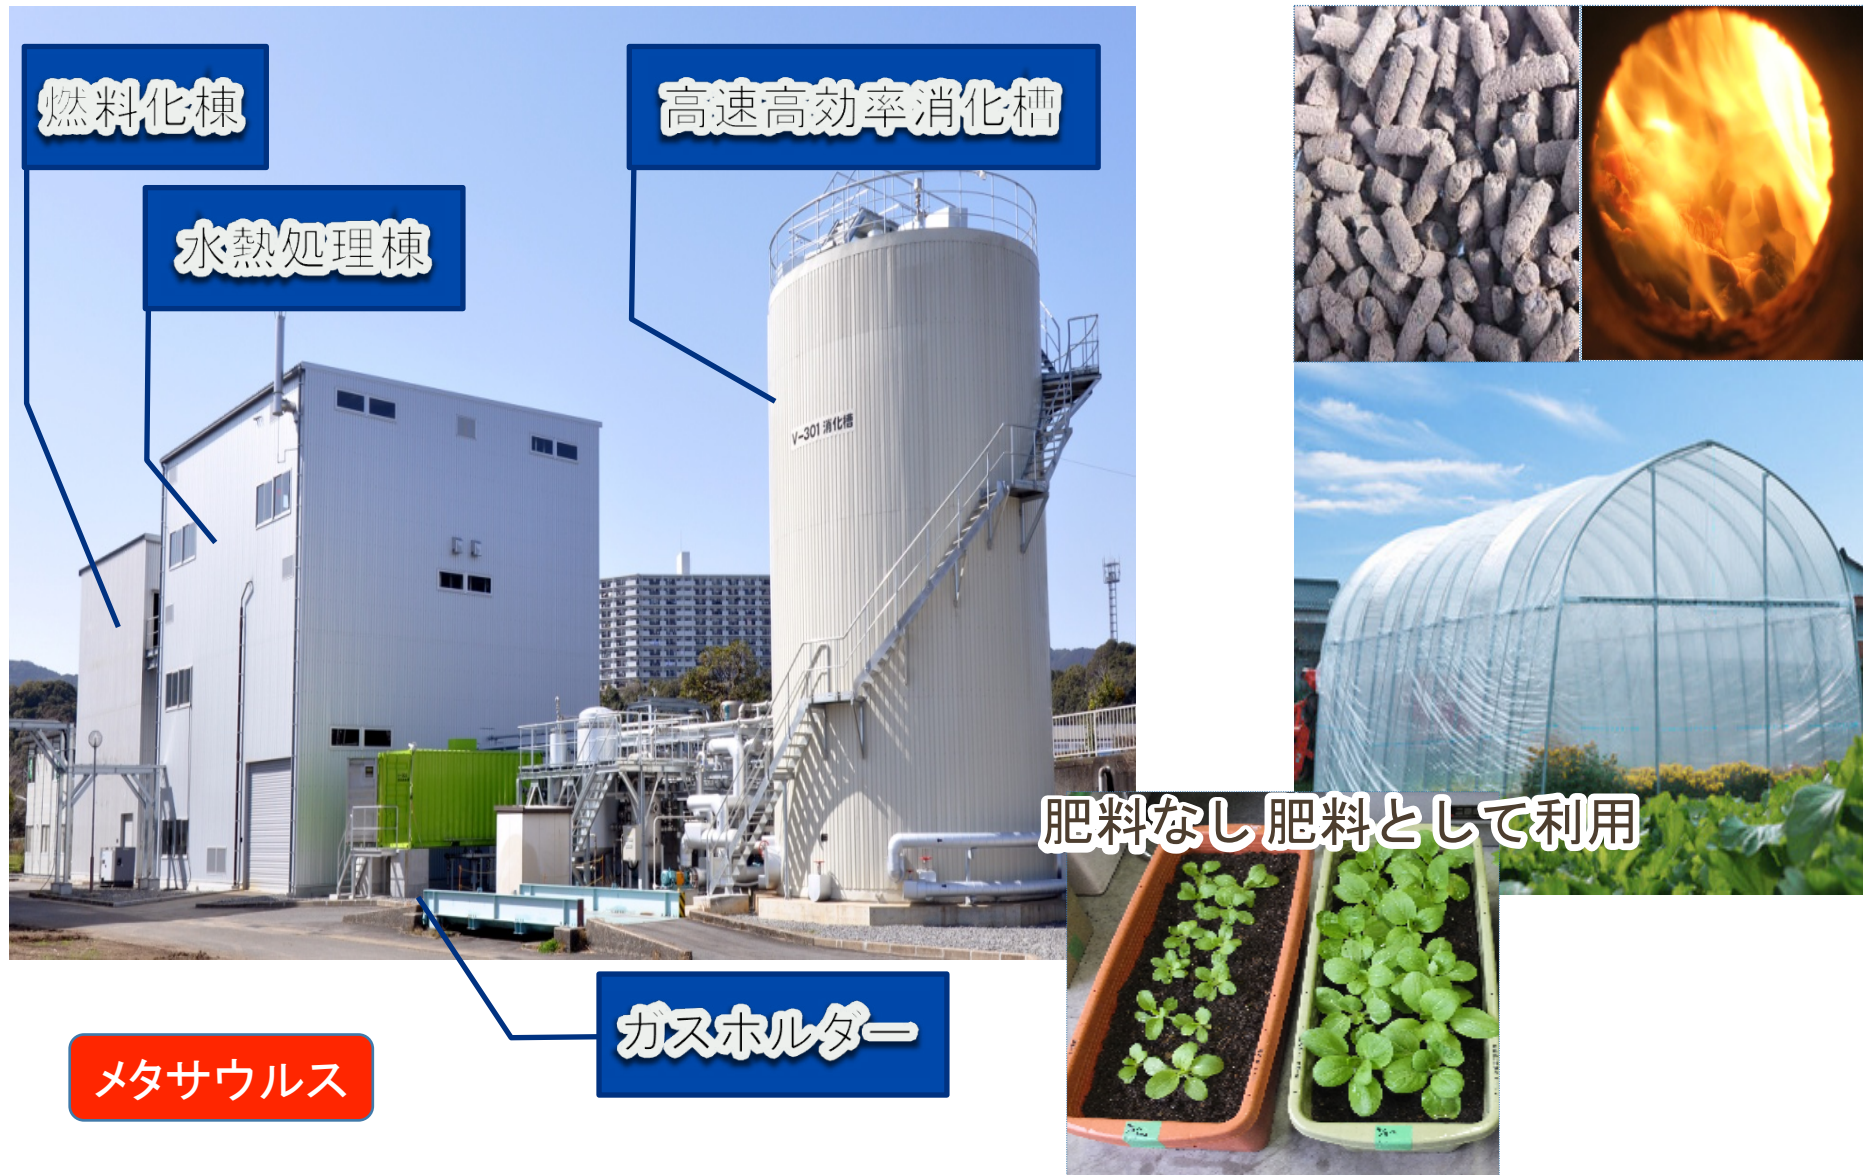 燃料化棟
高速高効率消化槽
水熱処理棟
V-301 消化槽
肥料なし 肥料として利用
ガスホルダー
メタサウルス